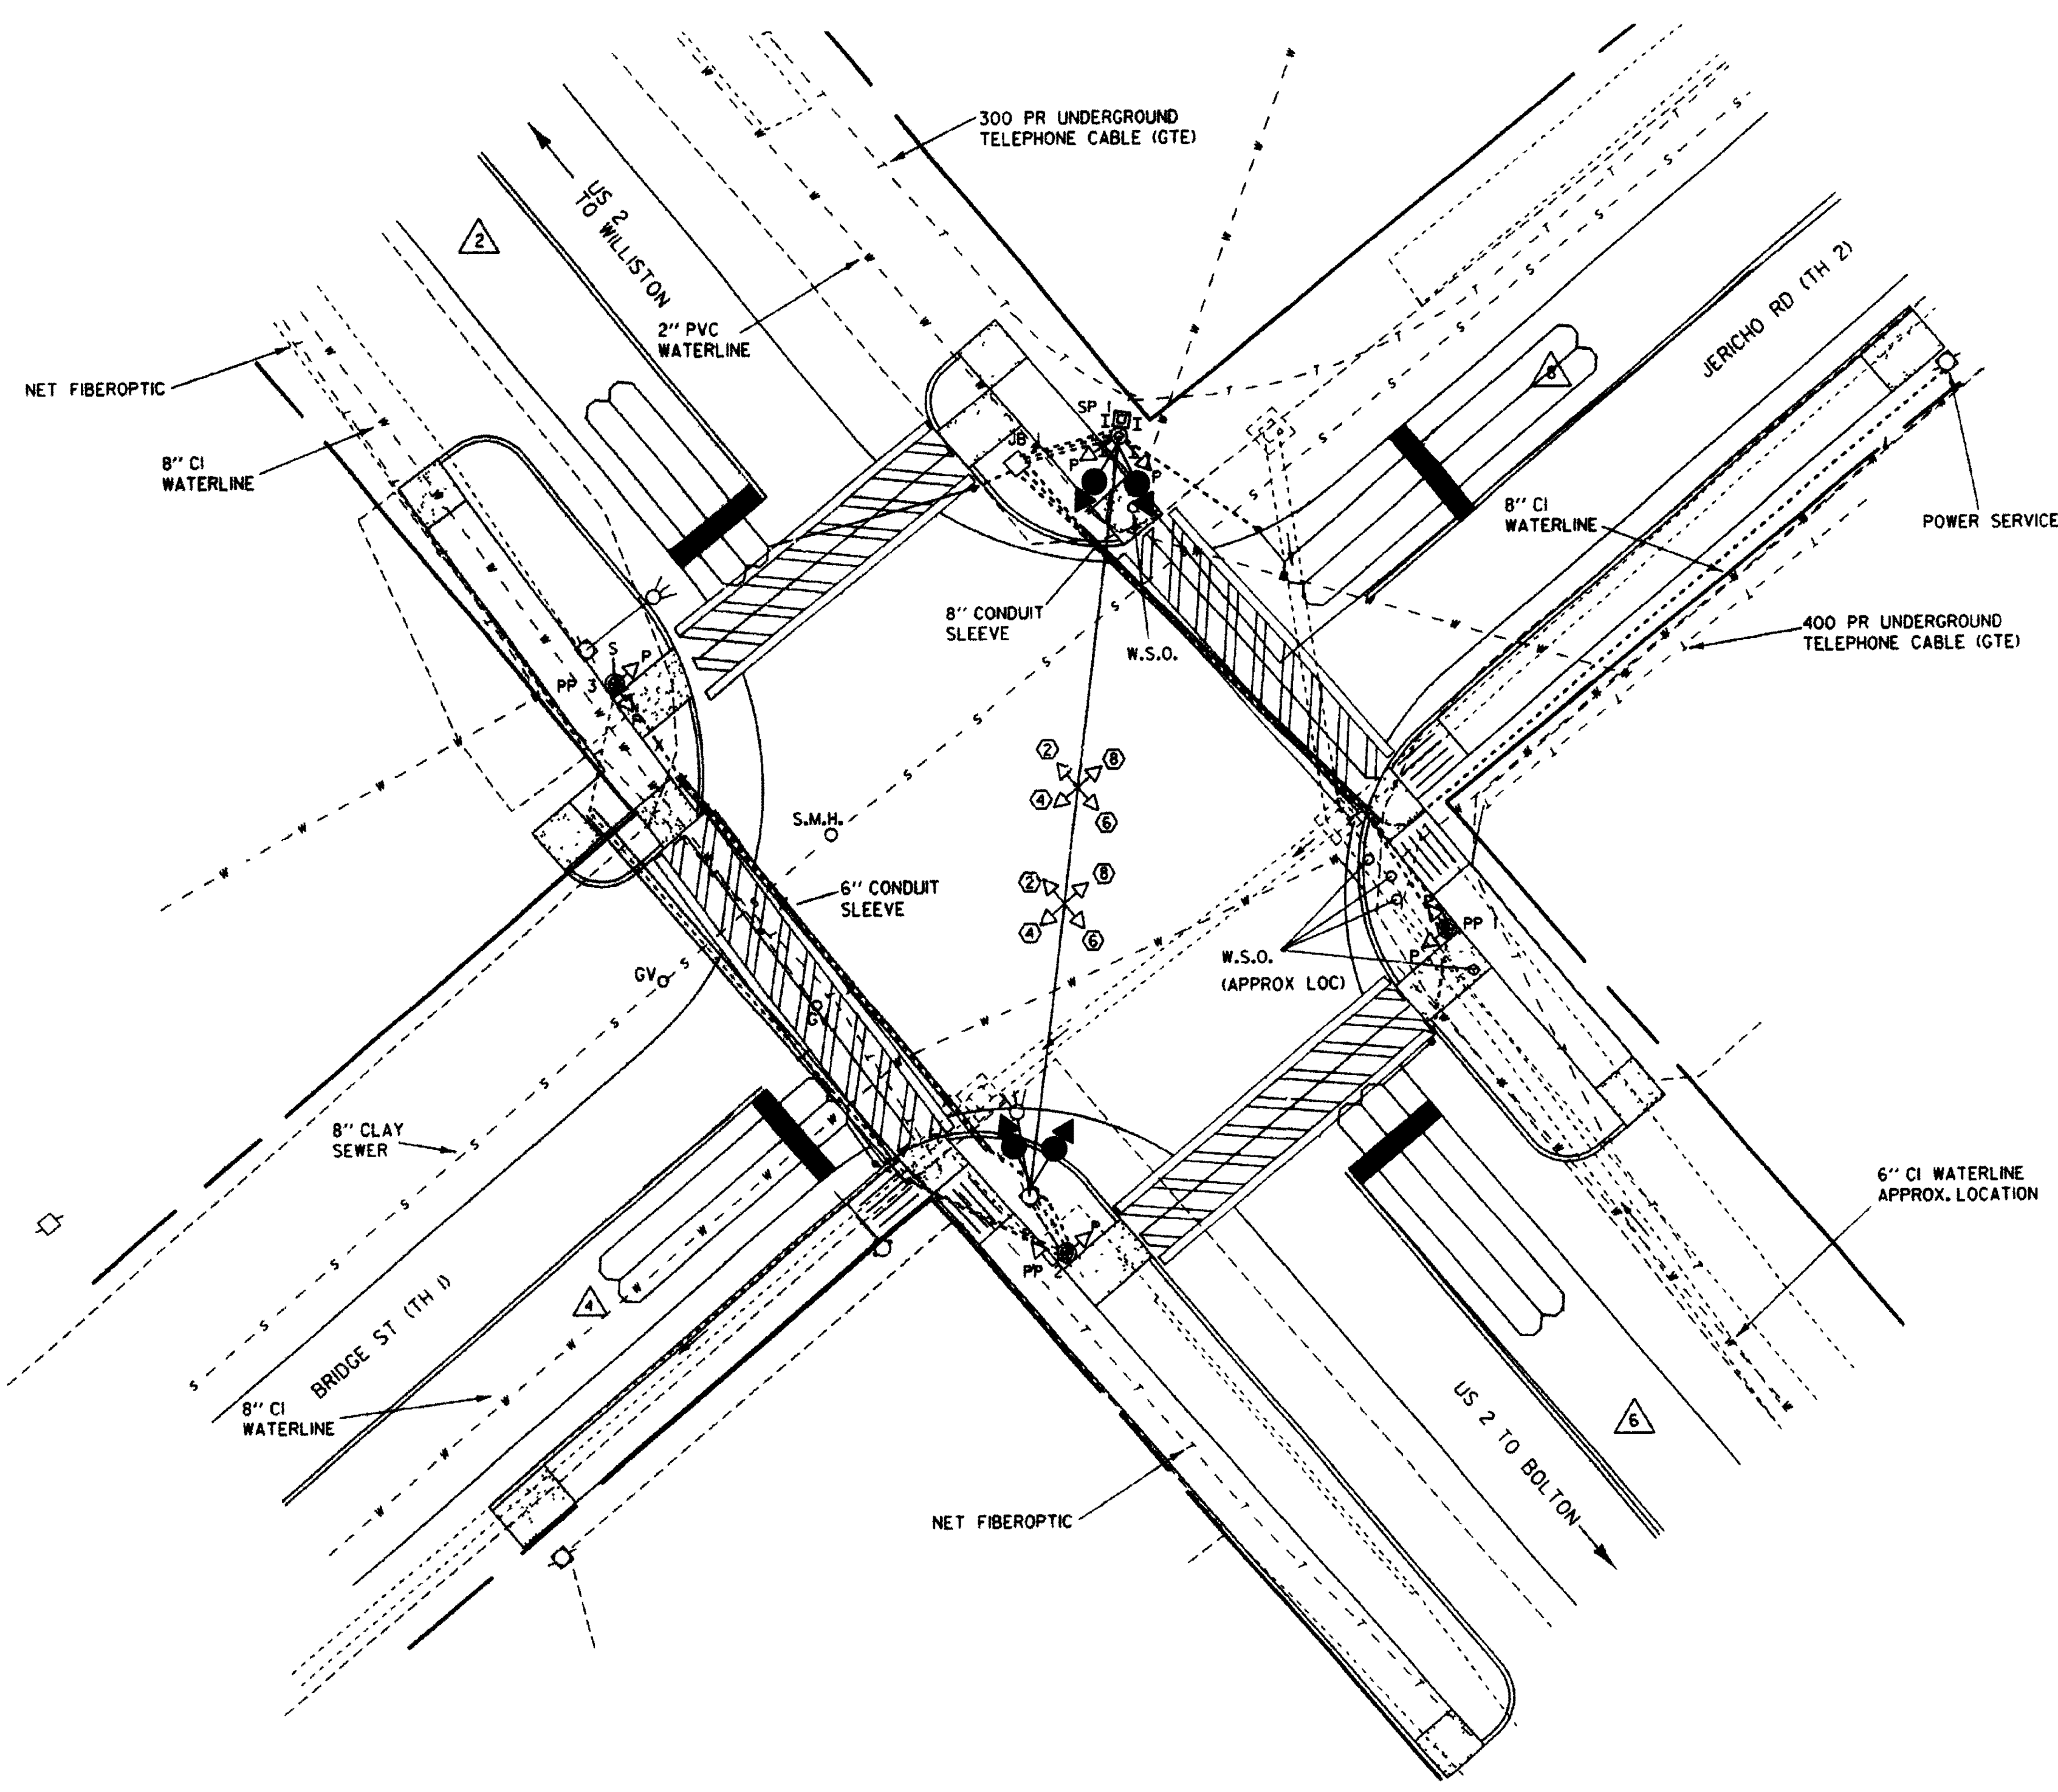 300 PR UNDERGROUND
TELEPHONE CABLE (GTE)
US 2
TO WILLISTON
2
2" PVC
WATERLINE
NET FIBEROPTIC
8" CI
WATERLINE
JERICHO RD (TH 2)
8
SP 1
JB
I
I
P
P
8" CI
WATERLINE
POWER SERVICE
8" CONDUIT
SLEEVE
W.S.O.
400 PR UNDERGROUND
TELEPHONE CABLE (GTE)
S
P
PP 3
P
2
8
4
6
S.M.H.
2
8
4
6
6" CONDUIT
SLEEVE
GV
GV
W.S.O.
(APPROX LOC)
P
PP 1
P
8" CLAY
SEWER
6" CI WATERLINE
APPROX. LOCATION
P
PP 2
4
BRIDGE ST (TH 1)
8" CI
WATERLINE
US 2 TO BOLTON
6
NET FIBEROPTIC